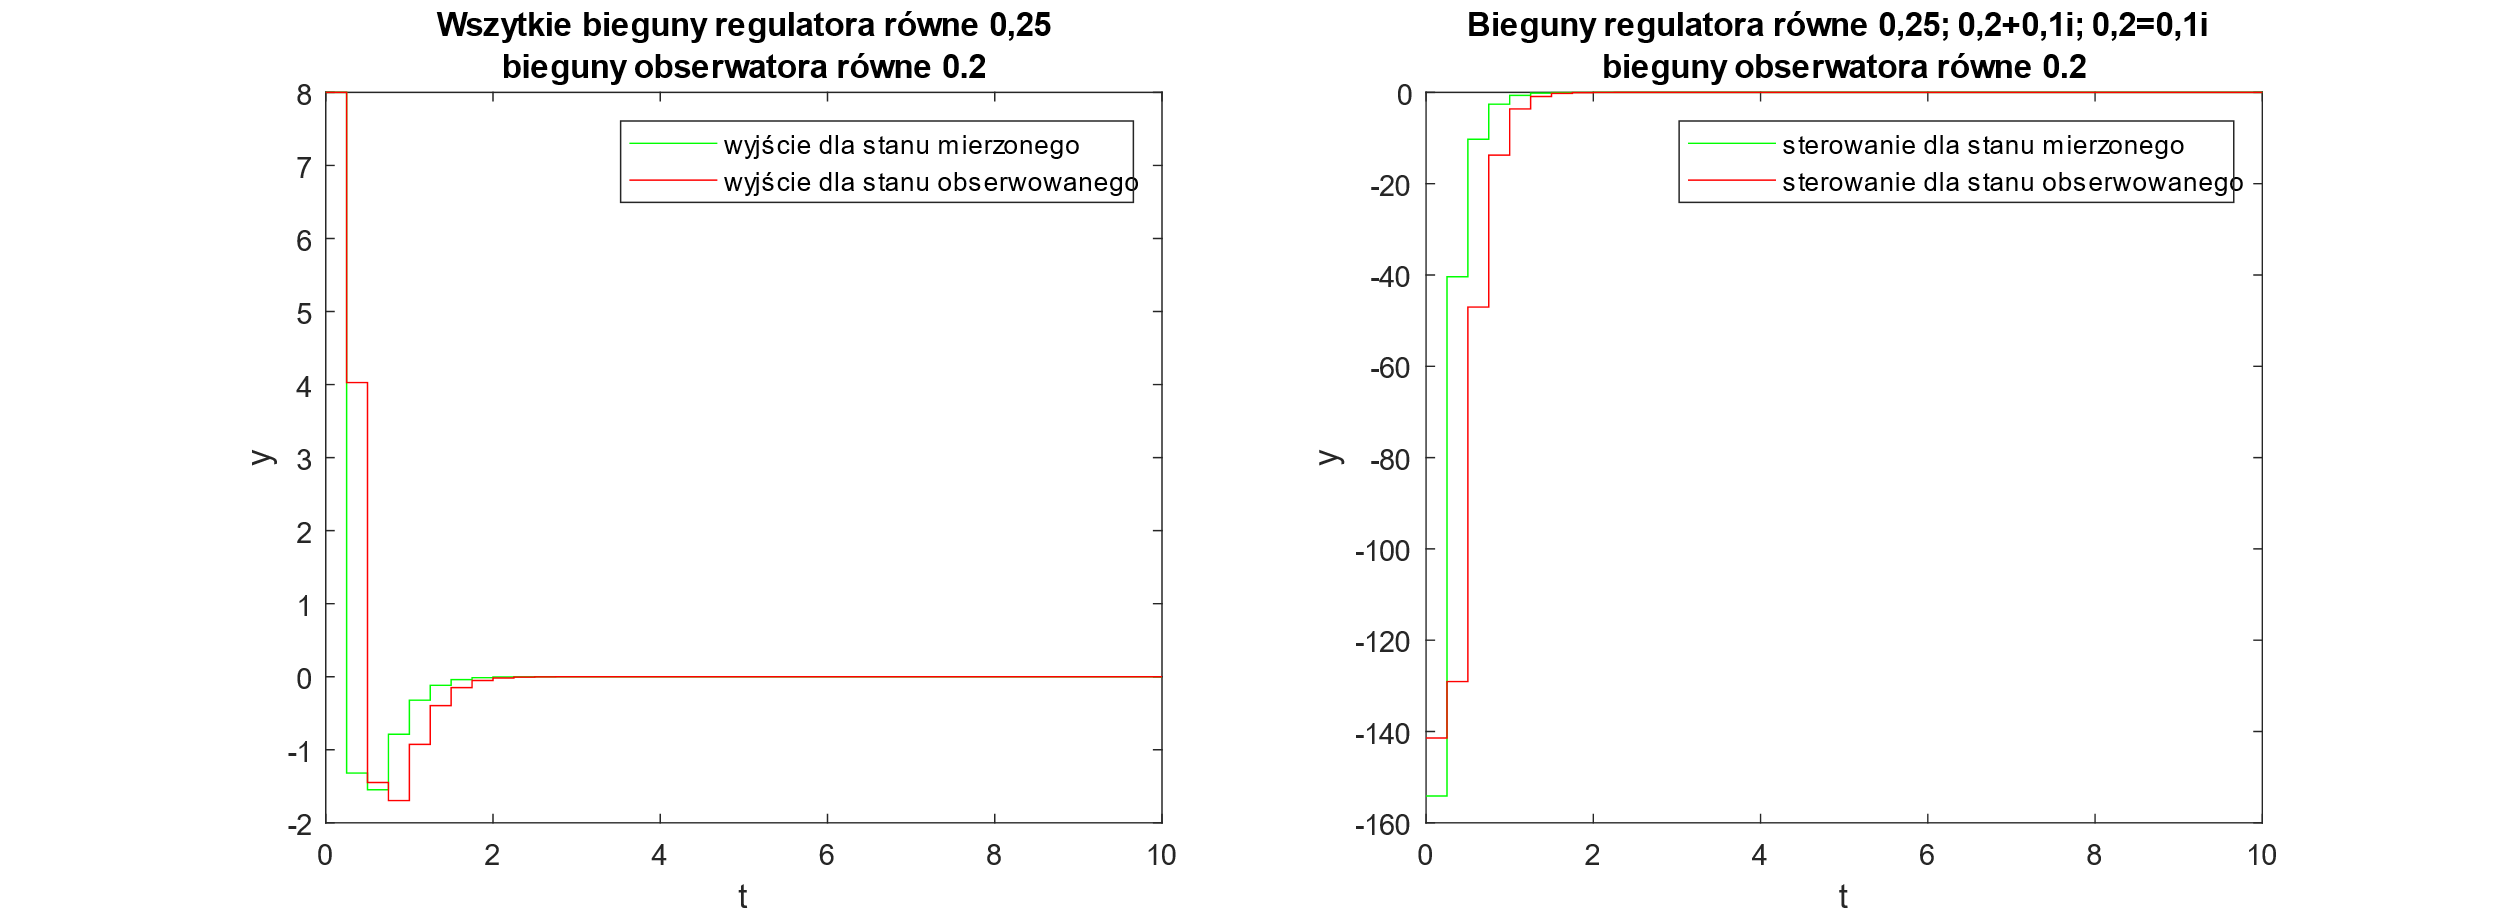 Wszytkie bieguny regulatora równe 0,25
bieguny obserwatora równe 0.2
8
7
6
5
4
3
2
1
0
-1
-2
y
wyjście dla stanu mierzonego
wyjście dla stanu obserwowanego
0 2 4 6 8 10
t
Bieguny regulatora równe 0,25; 0,2+0,1i; 0,2=0,1i
bieguny obserwatora równe 0.2
0
-20
-40
-60
-80
-100
-120
-140
-160
y
sterowanie dla stanu mierzonego
sterowanie dla stanu obserwowanego
0 2 4 6 8 10
t